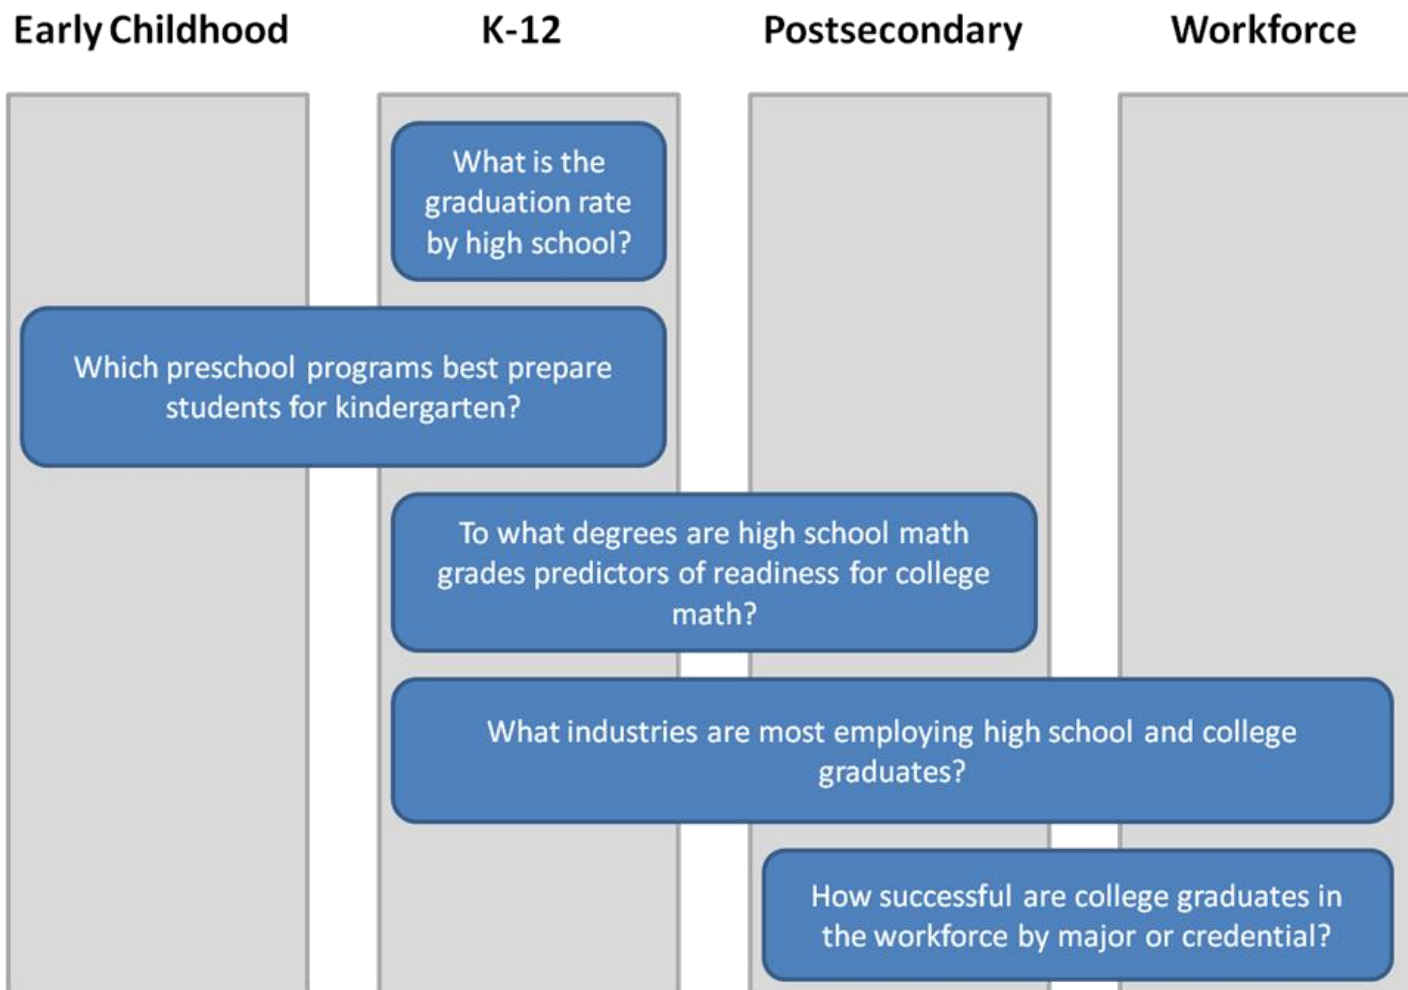 Early Childhood
K-12
Postsecondary
Workforce
What is the
graduation rate
by high school?
Which preschool programs best prepare
students for kindergarten?
To what degrees are high school math
grades predictors of readiness for college
math?
What industries are most employing high school and college
graduates?
How successful are college graduates in
the workforce by major or credential?